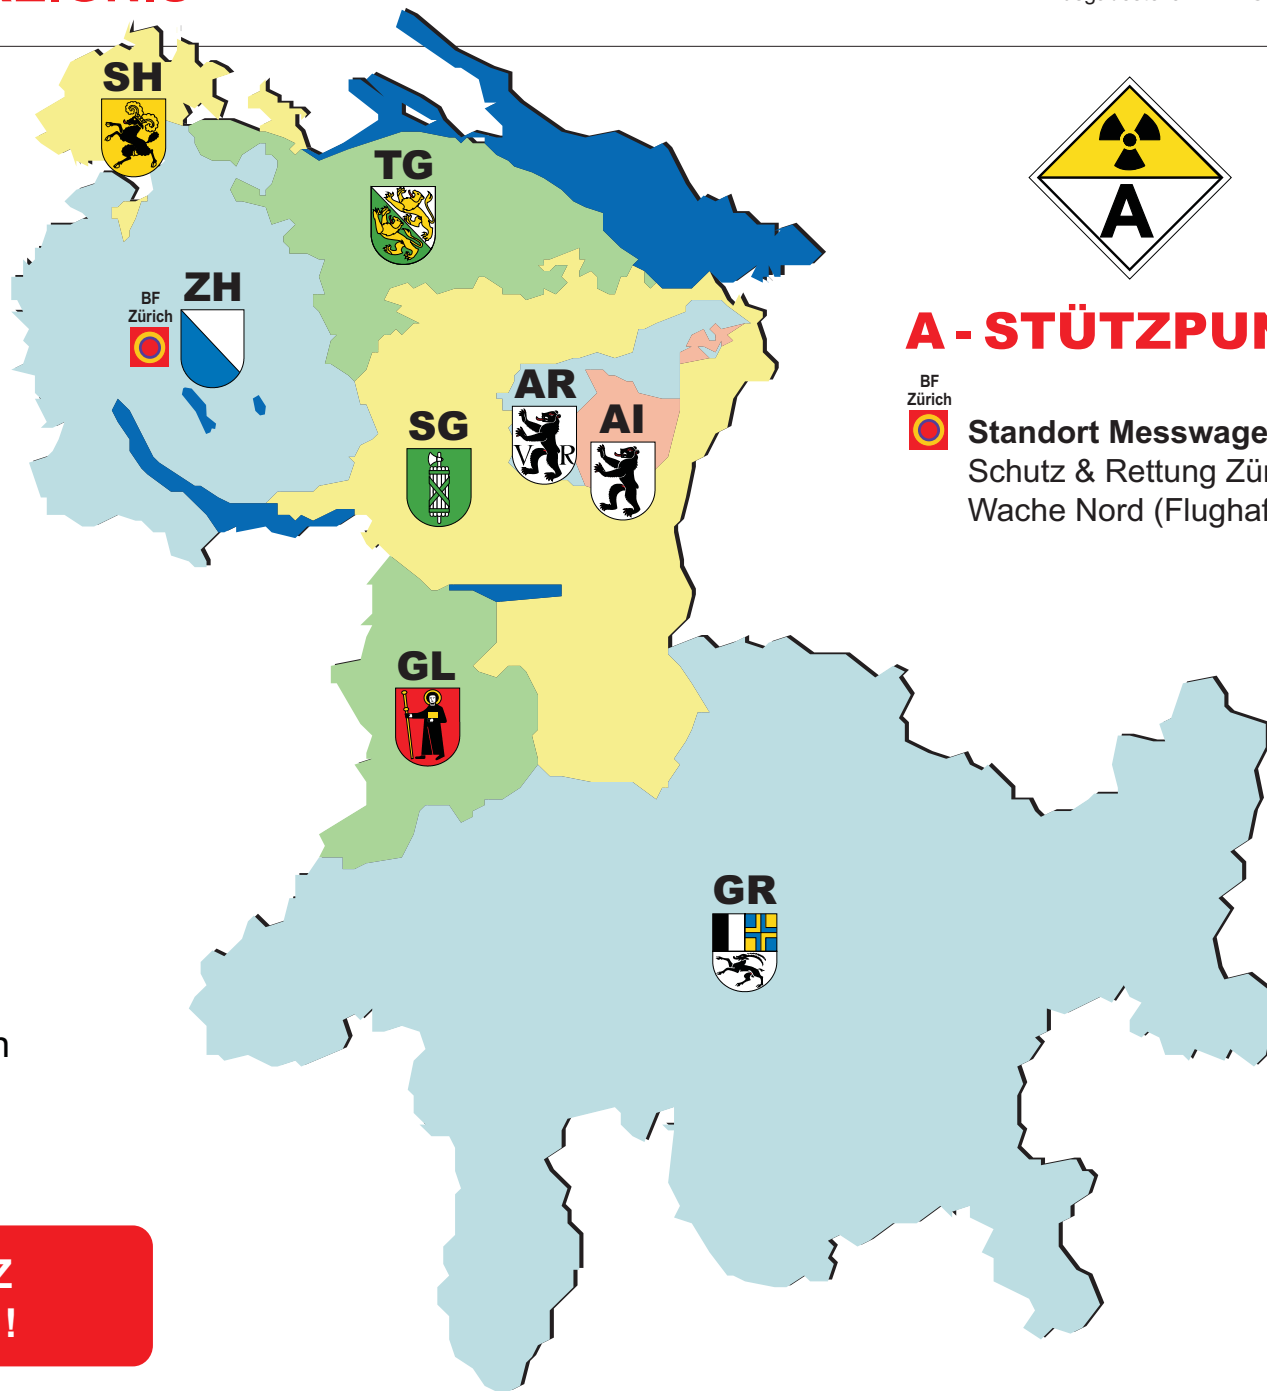 SH
TG
ZH
BF
Zürich
AR
AI
SG
V R
GL
GR
A
A - STÜTZPUN
BF
Zürich
Standort Messwage
Schutz & Rettung Zür
Wache Nord (Flughaf
n
Z
!